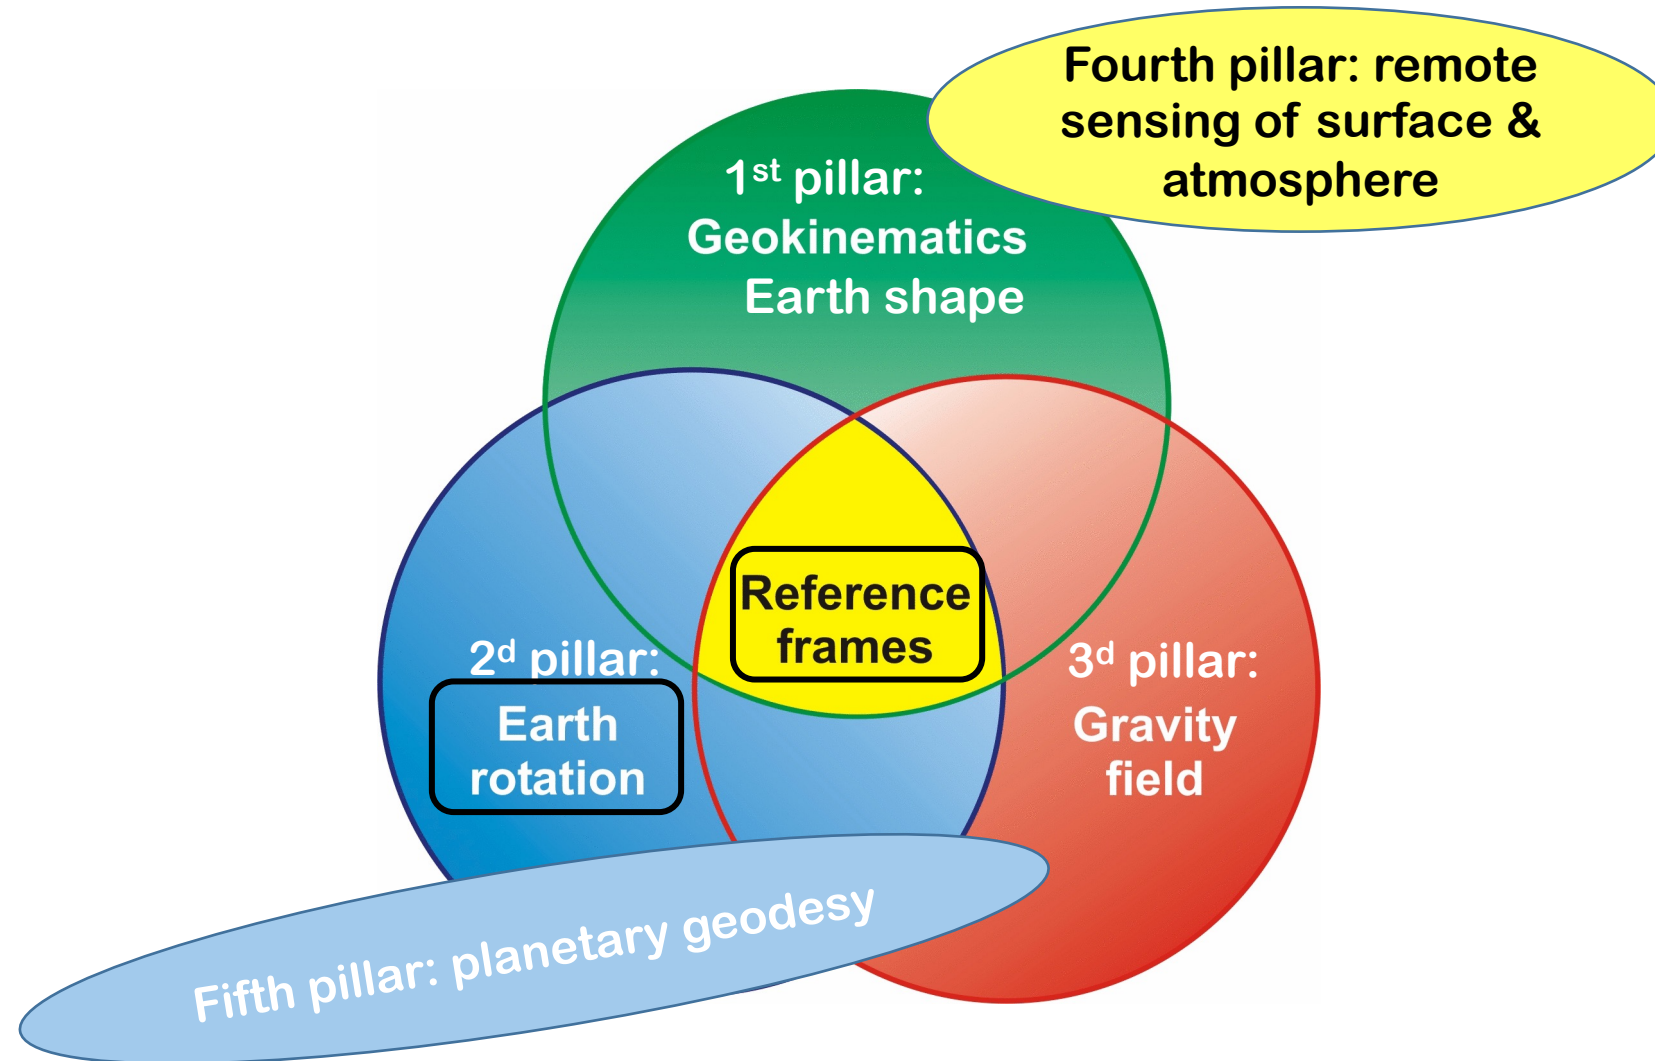 Fourth pillar: remote
sensing of surface &
atmosphere
1st pillar:
Geokinematics
Earth shape
Reference
frames
2d pillar:
Earth
rotation
3d pillar:
Gravity
field
Fifth pillar: planetary geodesy